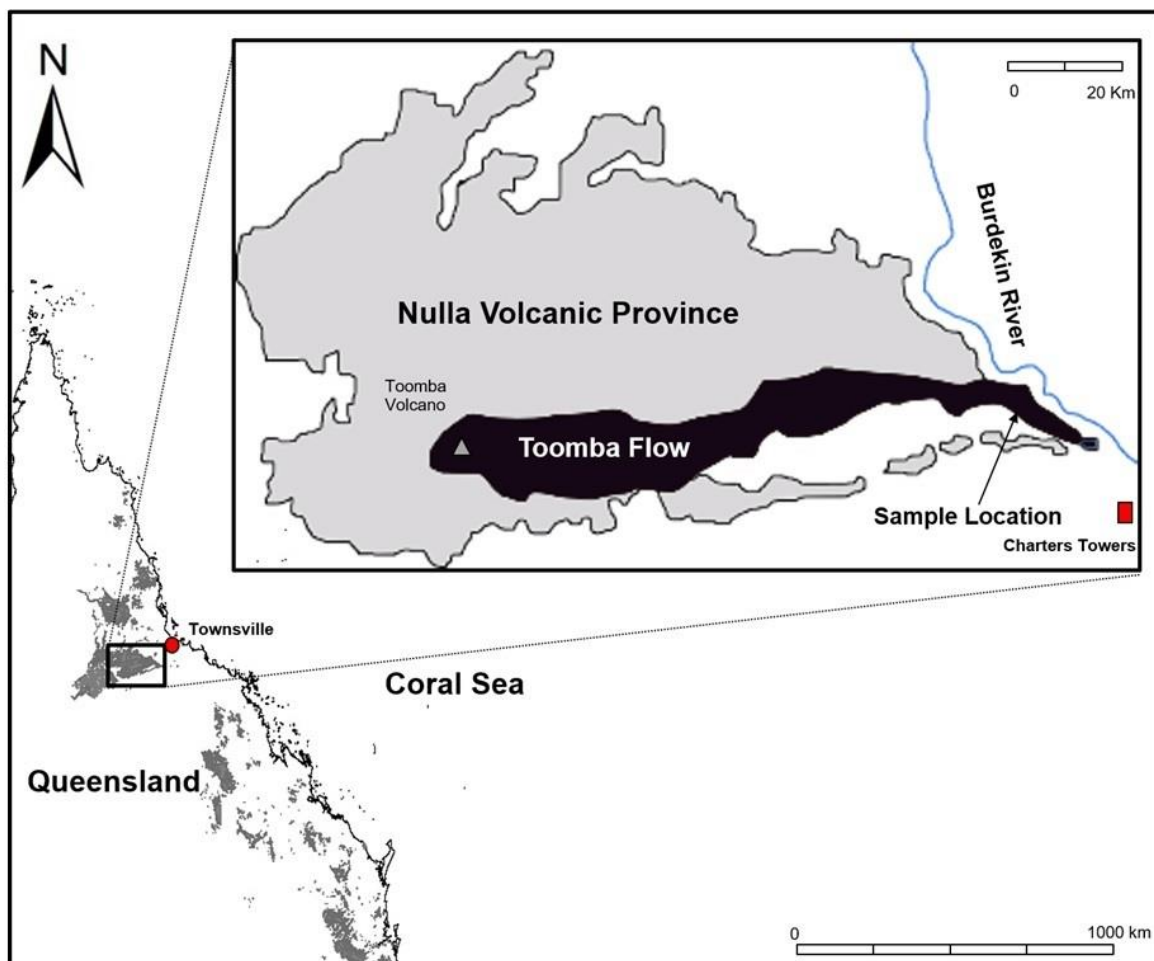 N
0 20 Km
Burdekin River
Nulla Volcanic Province
Toomba
Volcano
Toomba Flow
Sample Location
Charters Towers
Townsville
Coral Sea
Queensland
0 1000 km